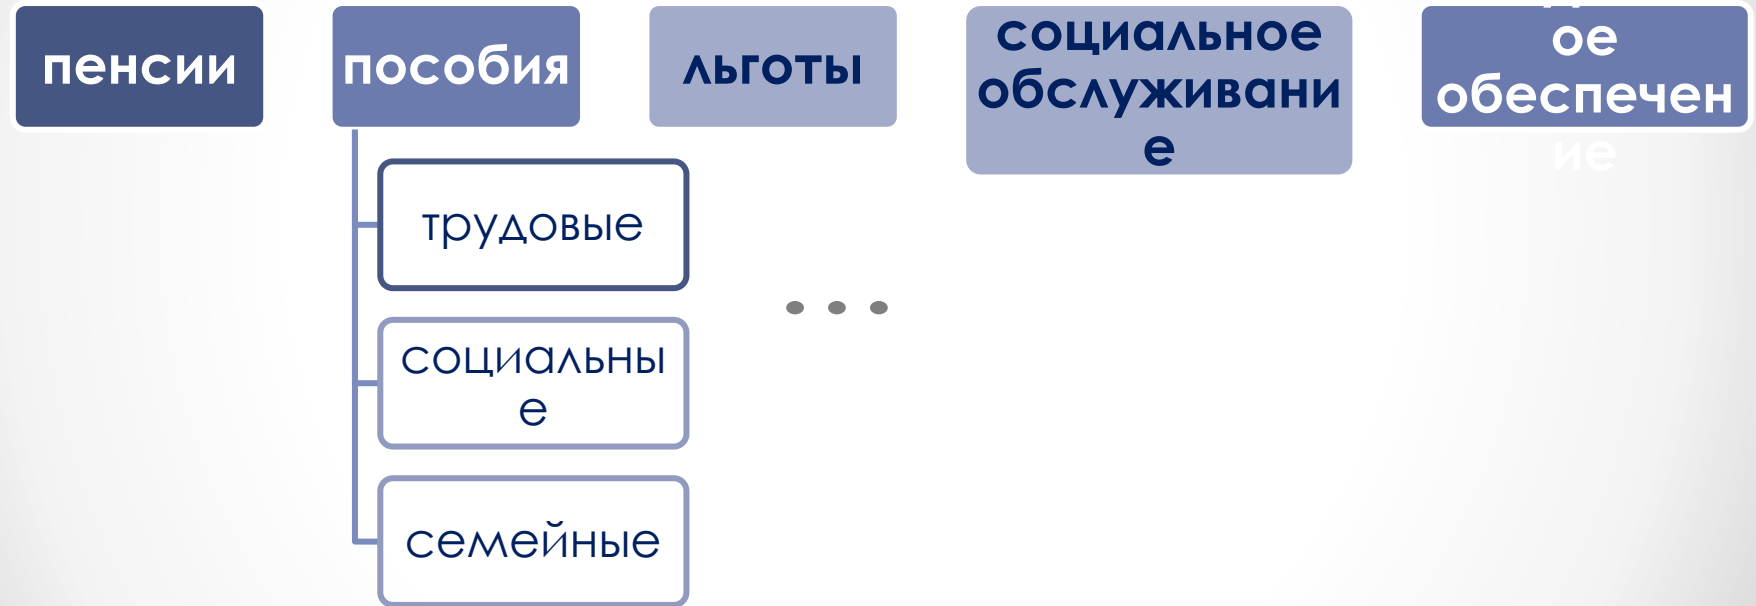 пенсии
пособия
льготы
социальное
обслуживани
е
ое
обеспечен
ие
трудовые
социальны
е
семейные